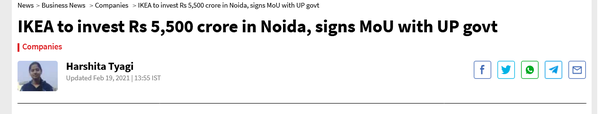 News > Business News > Companies > IKEA to invest Rs 5,500 crore in Noida, signs MoU with UP govt
IKEA to invest Rs 5,500 crore in Noida, signs MoU with UP govt
Companies
Harshita Tyagi
Updated Feb 19, 2021 | 13:55 IST